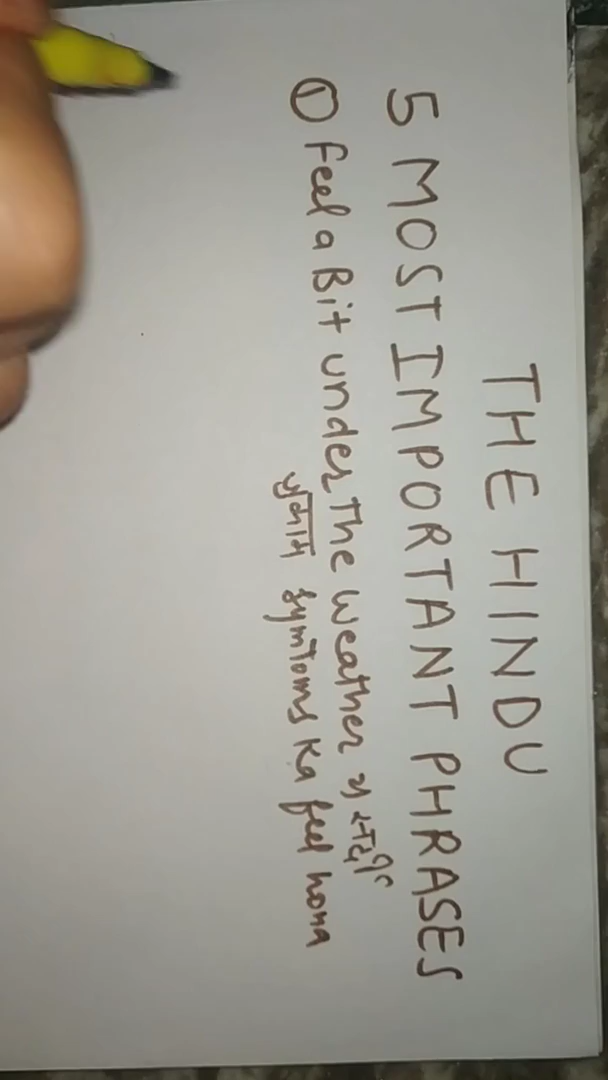 THE HINDU
5 MOST IMPORTANT PHRASES
① feel a Bit under The weather
जुकाम symtoms ka feel hona